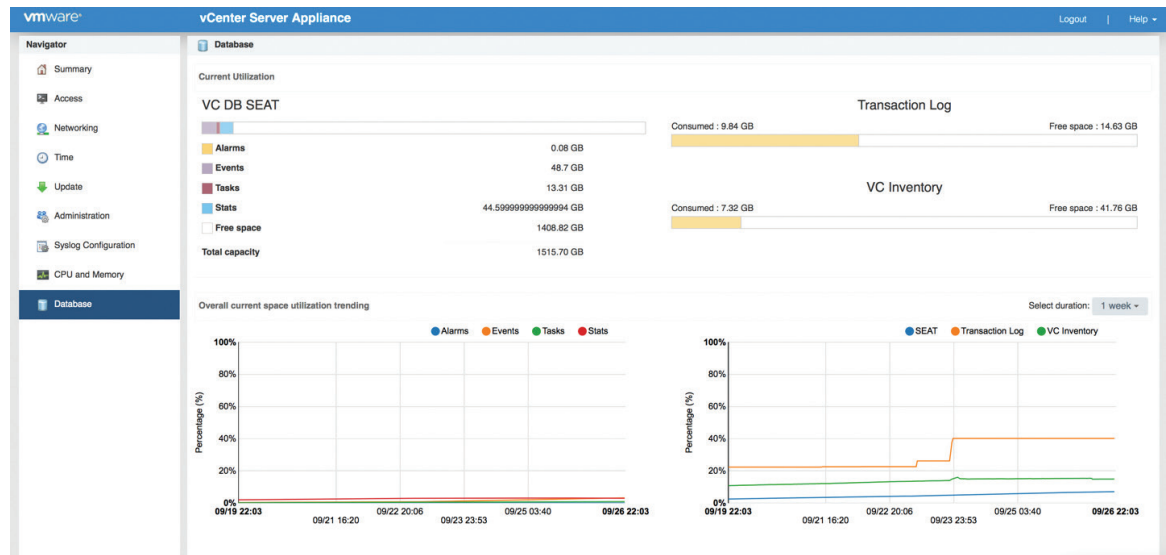 vmware®
vCenter Server Appliance
Logout | Help
Navigator
Summary
Access
Networking
Time
Update
Administration
Syslog Configuration
CPU and Memory
Database
Database
Current Utilization
VC DB SEAT
Alarms 0.08 GB
Events 48.7 GB
Tasks 13.31 GB
Stats 44.599999999999994 GB
Free space 1408.82 GB
Total capacity 1515.70 GB
Transaction Log
Consumed : 9.84 GB Free space : 14.63 GB
VC Inventory
Consumed : 7.32 GB Free space : 41.76 GB
Overall current space utilization trending
Select duration: 1 week
Alarms Events Tasks Stats
100%
80%
60%
40%
20%
0%
Percentage (%)
09/19 22:03 09/22 20:06 09/25 03:40 09/26 22:03
09/21 16:20 09/23 23:53
SEAT Transaction Log VC Inventory
100%
80%
60%
40%
20%
0%
Percentage (%)
09/19 22:03 09/22 20:06 09/25 03:40 09/26 22:03
09/21 16:20 09/23 23:53